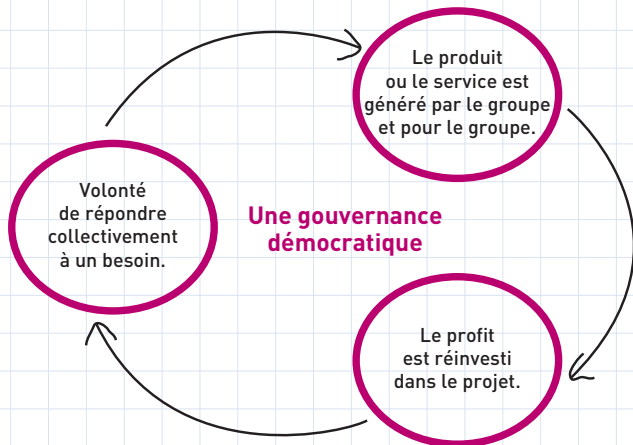 Le produit
ou le service est
généré par le groupe
et pour le groupe.
Volonté
de répondre
collectivement
à un besoin.
Une gouvernance
démocratique
Le profit
est réinvesti
dans le projet.